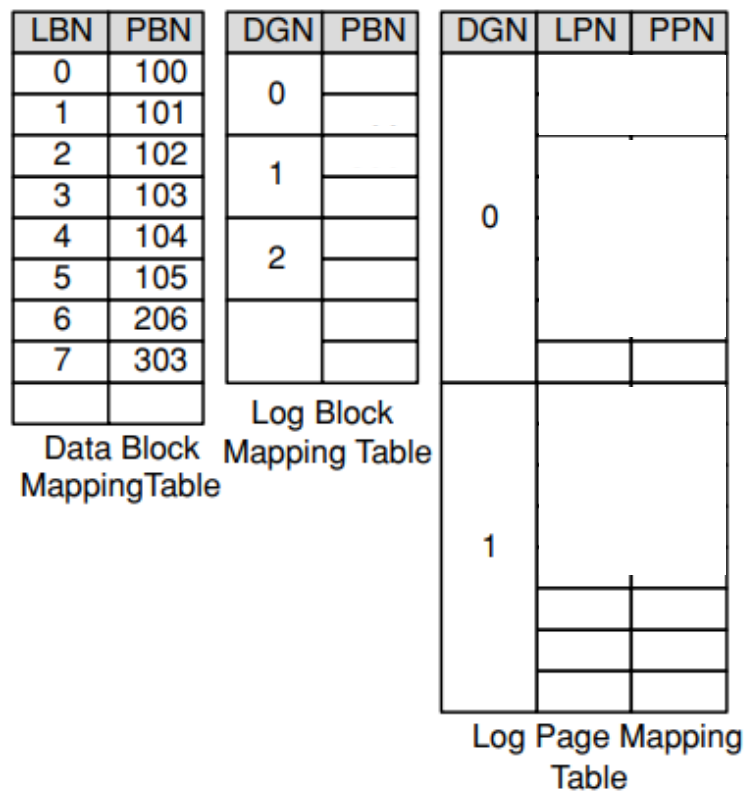 LBN PBN
0 100
1 101
2 102
3 103
4 104
5 105
6 206
7 303
Data Block
MappingTable
DGN PBN
0
1
2
Log Block
Mapping Table
DGN LPN PPN
0
1
Log Page Mapping
Table